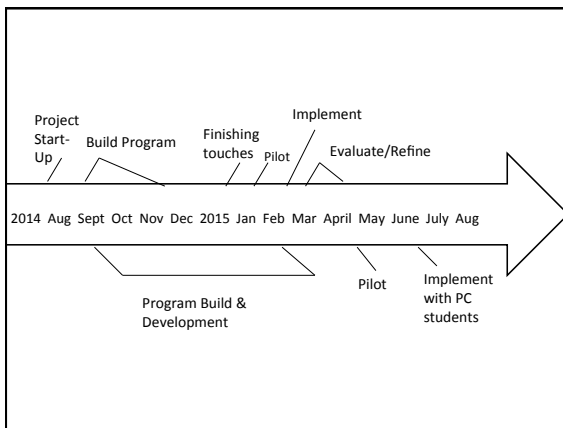 Project
Start-
Up
Build Program
Finishing
touches
Pilot
Implement
Evaluate/Refine
2014 Aug Sept Oct Nov Dec 2015 Jan Feb Mar April May June July Aug
Program Build &
Development
Pilot
Implement
with PC
students